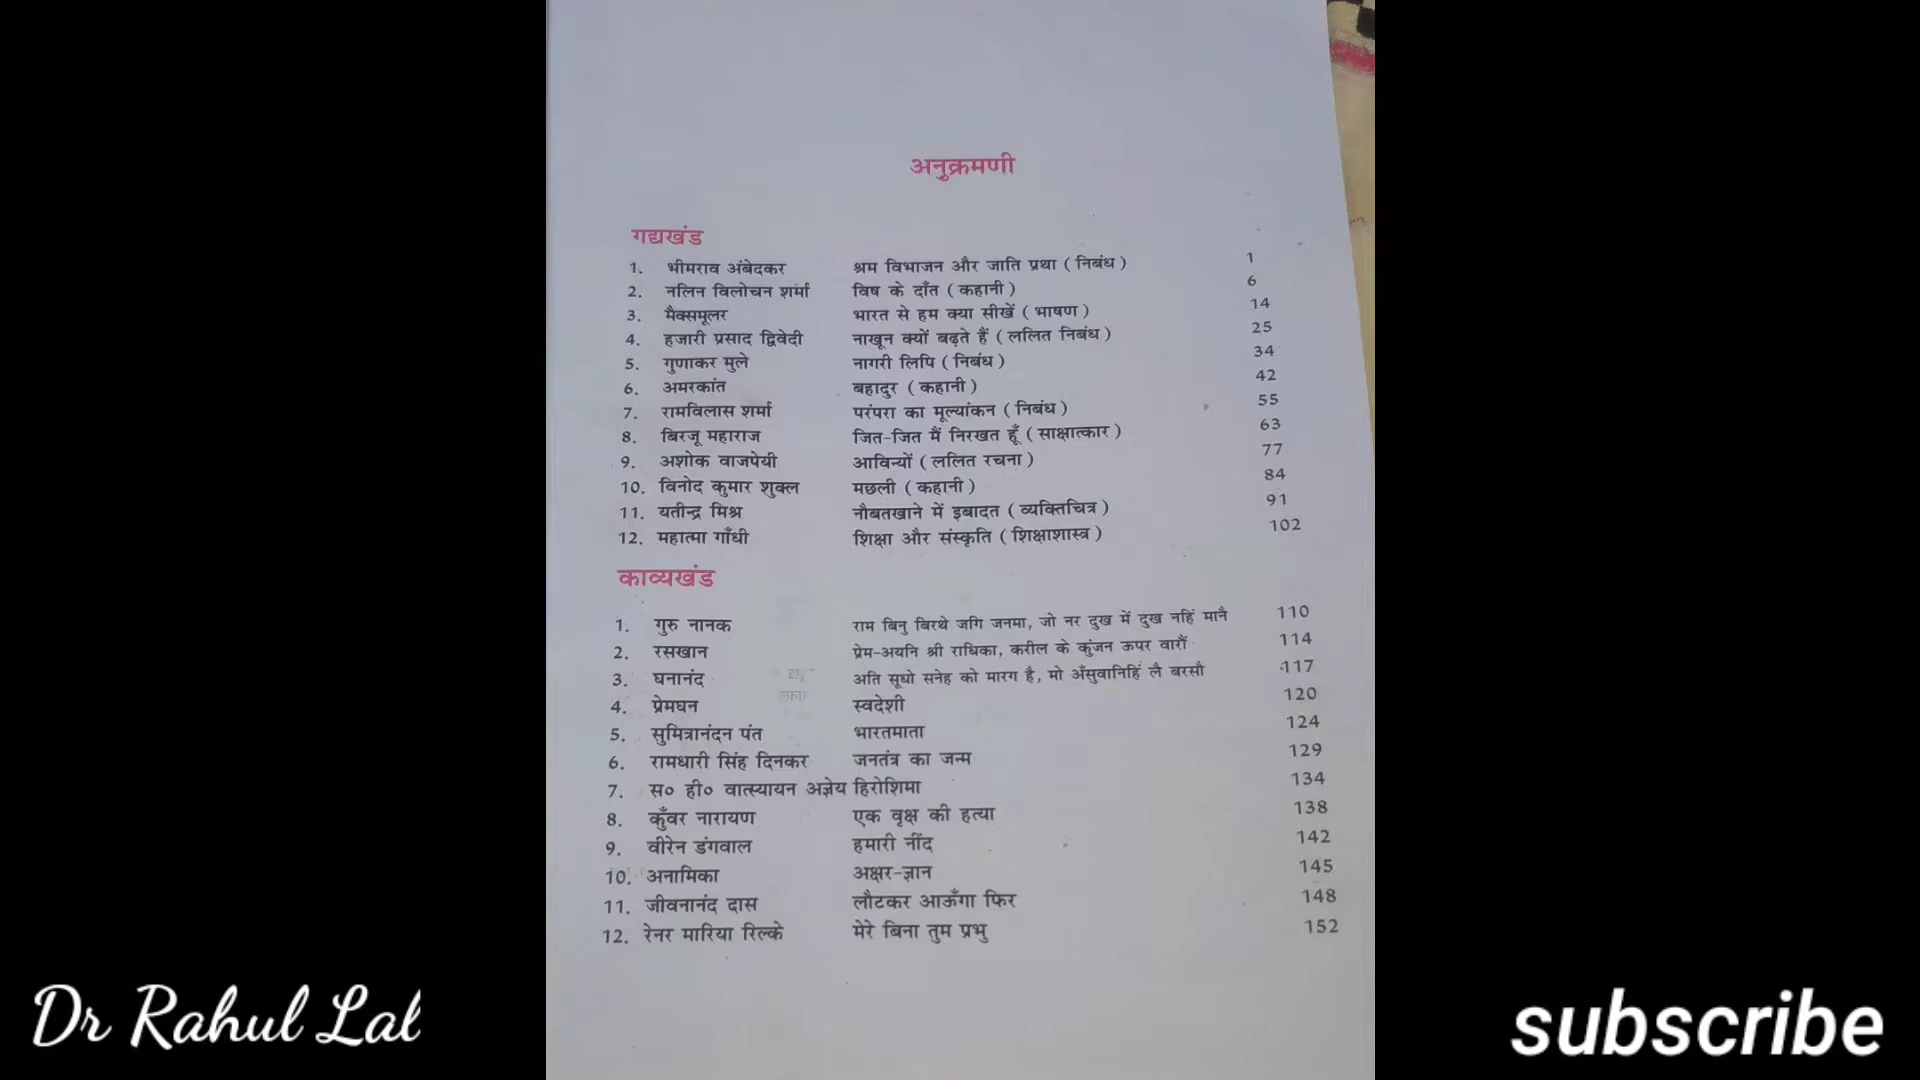 अनुक्रमणी
गद्यखंड
1. भीमराव अंबेदकर श्रम विभाजन और जाति प्रथा ( निबंध ) 1
2. नलिन विलोचन शर्मा विष के दाँत ( कहानी ) 6
3. मैक्समूलर भारत से हम क्या सीखें ( भाषण ) 14
4. हजारी प्रसाद द्विवेदी नाखून क्यों बढ़ते हैं ( ललित निबंध ) 25
5. गुणाकर मुले नागरी लिपि ( निबंध ) 34
6. अमरकांत बहादुर ( कहानी ) 42
7. रामविलास शर्मा परंपरा का मूल्यांकन ( निबंध ) 55
8. बिरजू महाराज जित-जित मैं निरखत हूँ ( साक्षात्कार ) 63
9. अशोक वाजपेयी आविन्यों ( ललित रचना ) 77
10. विनोद कुमार शुक्ल मछली ( कहानी ) 84
11. यतीन्द्र मिश्र नौबतखाने में इबादत ( व्यक्तिचित्र ) 91
12. महात्मा गाँधी शिक्षा और संस्कृति ( शिक्षाशास्त्र ) 102
काव्यखंड
1. गुरु नानक राम बिनु बिरथे जगि जनमा, जो नर दुख में दुख नहिं मानै 110
2. रसखान प्रेम-अयनि श्री राधिका, करील के कुंजन ऊपर वारौं 114
3. घनानंद अति सूधो सनेह को मारग है, मो अँसुवानिहिं लै बरसौ 117
4. प्रेमघन स्वदेशी 120
5. सुमित्रानंदन पंत भारतमाता 124
6. रामधारी सिंह दिनकर जनतंत्र का जन्म 129
7. स० ही० वात्स्यायन अज्ञेय हिरोशिमा 134
8. कुँवर नारायण एक वृक्ष की हत्या 138
9. वीरेन डंगवाल हमारी नींद 142
10. अनामिका अक्षर-ज्ञान 145
11. जीवनानंद दास लौटकर आऊँगा फिर 148
12. रेनर मारिया रिल्के मेरे बिना तुम प्रभु 152
Dr Rahul Lal
subscribe